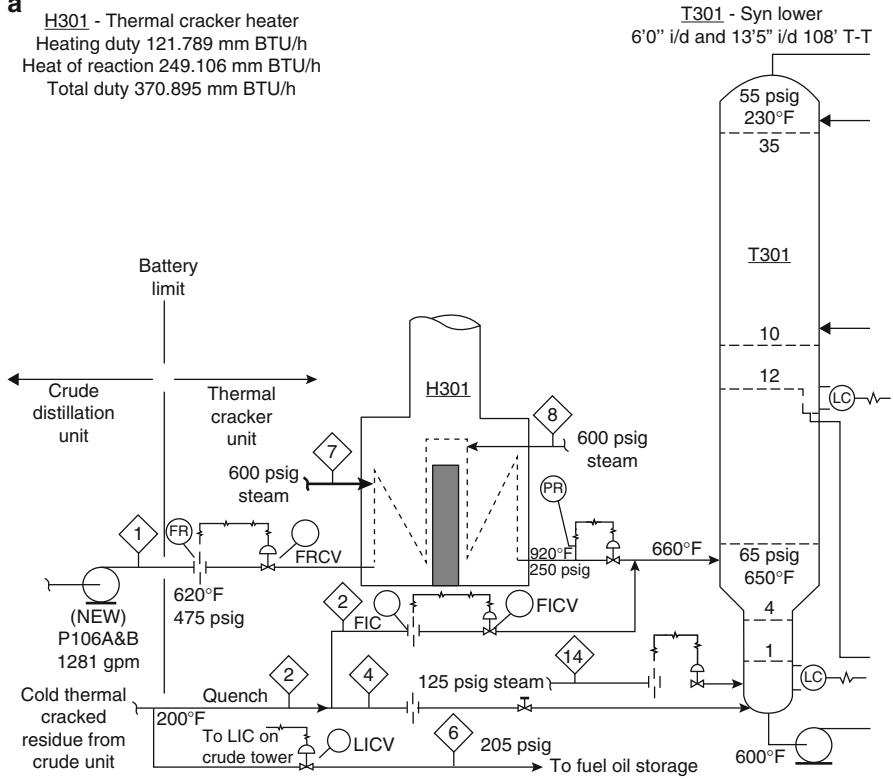 a
H301 - Thermal cracker heater
Heating duty 121.789 mm BTU/h
Heat of reaction 249.106 mm BTU/h
Total duty 370.895 mm BTU/h
T301 - Syn lower
6'0'' i/d and 13'5" i/d 108' T-T
55 psig
230°F
35
T301
10
12
LC
65 psig
650°F
4
1
LC
600°F
Battery
limit
Crude
distillation
unit
Thermal
cracker
unit
H301
7
600 psig
steam
8
600 psig
steam
1
FR
FRCV
620°F
475 psig
(NEW)
P106A&B
1281 gpm
PR
920°F
250 psig
660°F
2
FIC
FICV
14
125 psig steam
Cold thermal
cracked
residue from
crude unit
Quench
2
4
200°F
To LIC on
crude tower
LICV
6
205 psig
To fuel oil storage